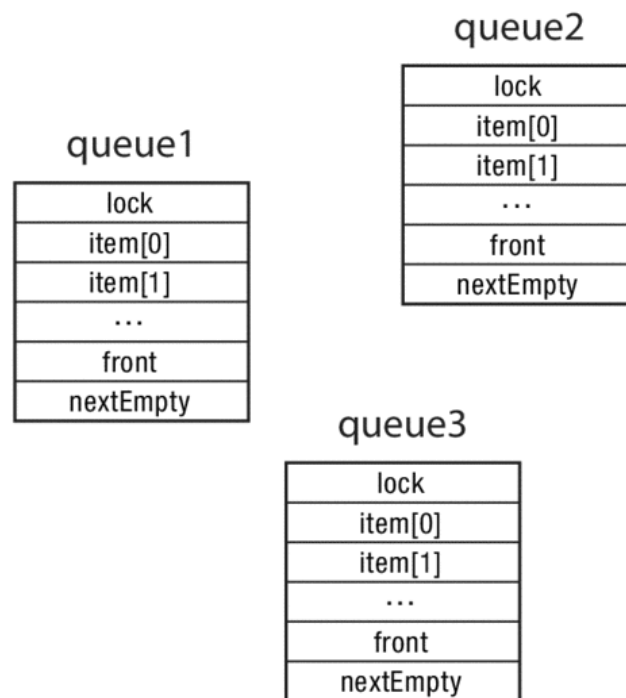 queue1
lock
item[0]
item[1]
...
front
nextEmpty
queue2
lock
item[0]
item[1]
...
front
nextEmpty
queue3
lock
item[0]
item[1]
...
front
nextEmpty